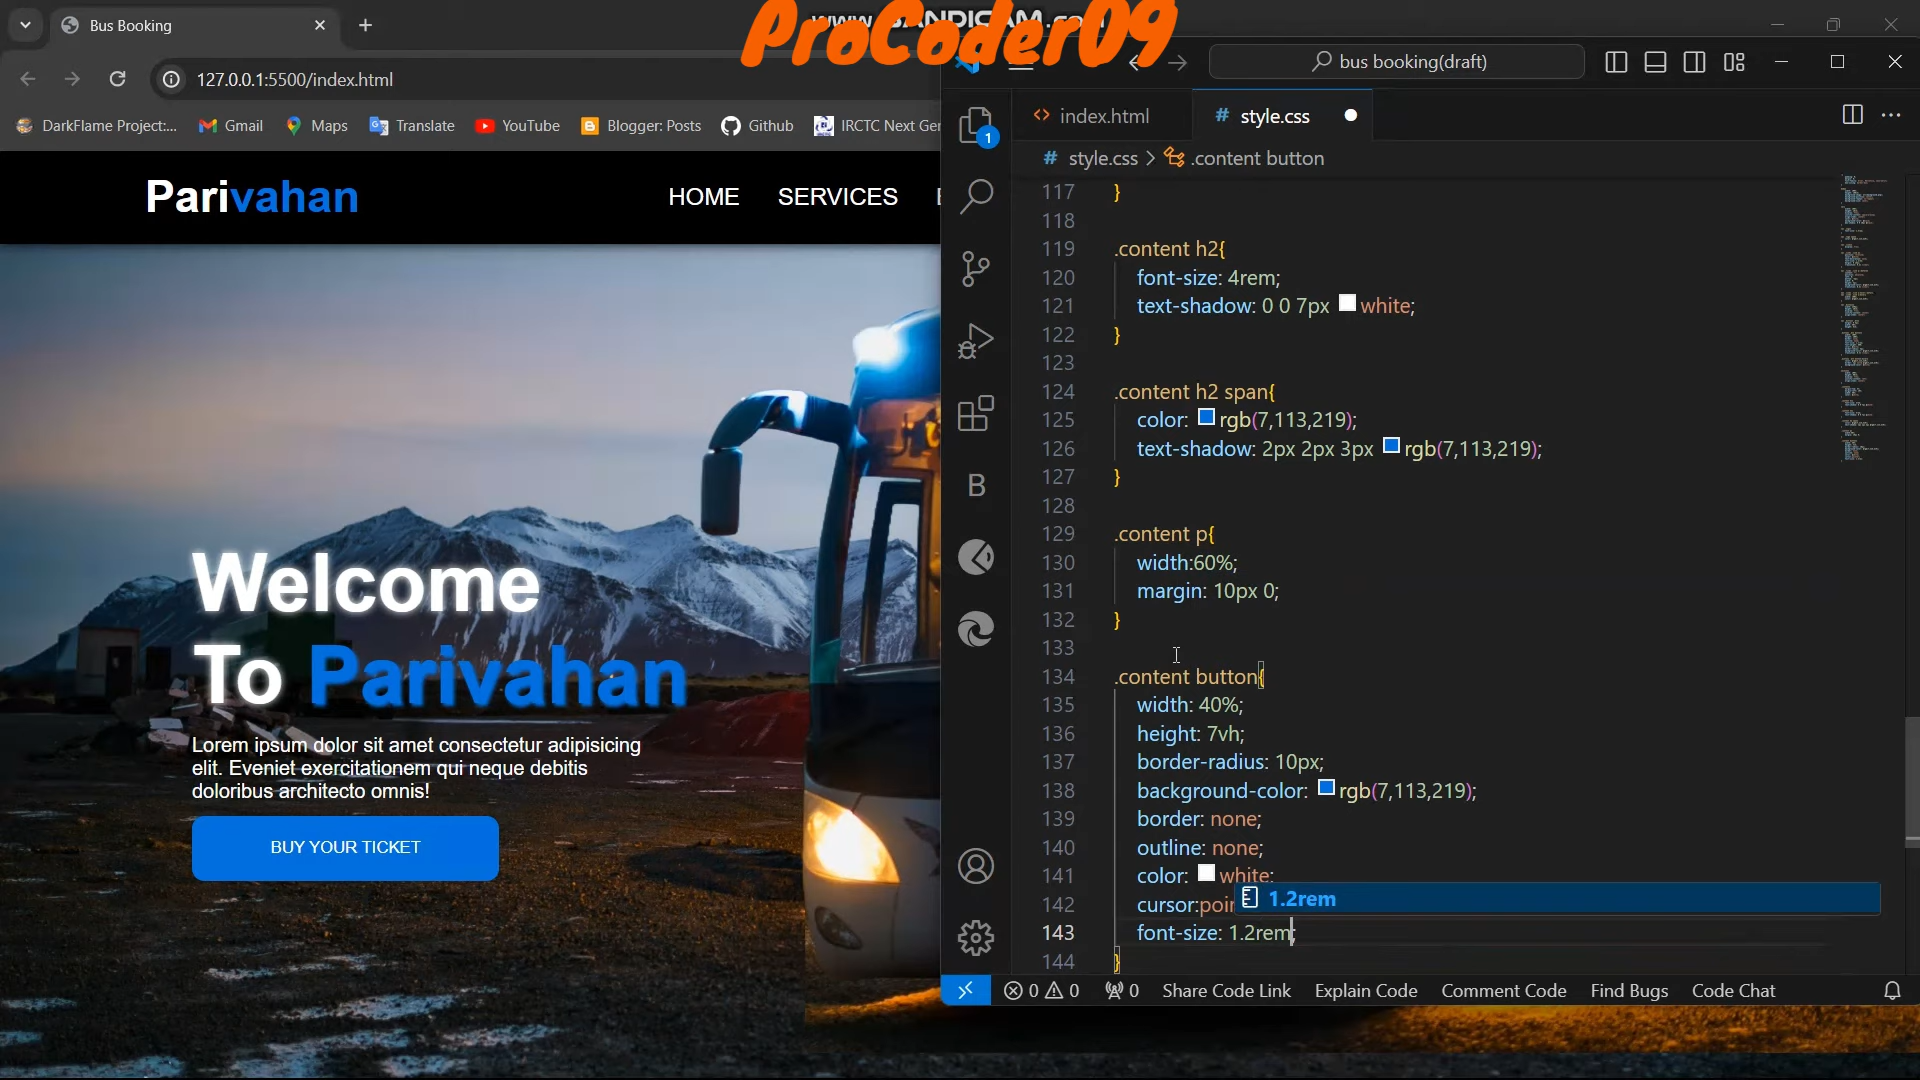 Bus Booking
ProCoder09
127.0.0.1:5500/index.html
bus booking(draft)
DarkFlame Project:...
Gmail
Maps
Translate
YouTube
Blogger: Posts
Github
IRCTC Next Ger
index.html
# style.css
# style.css > .content button
1
Parivahan
HOME
SERVICES
Welcome
To Parivahan
Lorem ipsum dolor sit amet consectetur adipisicing
elit. Eveniet exercitationem qui neque debitis
doloribus architecto omnis!
BUY YOUR TICKET
117 }
118
119 .content h2{
120 font-size: 4rem;
121 text-shadow: 0 0 7px white;
122 }
123
124 .content h2 span{
125 color: rgb(7,113,219);
126 text-shadow: 2px 2px 3px rgb(7,113,219);
127 }
128
129 .content p{
130 width:60%;
131 margin: 10px 0;
132 }
133
134 .content button{
135 width: 40%;
136 height: 7vh;
137 border-radius: 10px;
138 background-color: rgb(7,113,219);
139 border: none;
140 outline: none;
141 color: white;
142 cursor:poin
1.2rem
143 font-size: 1.2rem;
144 }
B
0 0 0 Share Code Link Explain Code Comment Code Find Bugs Code Chat